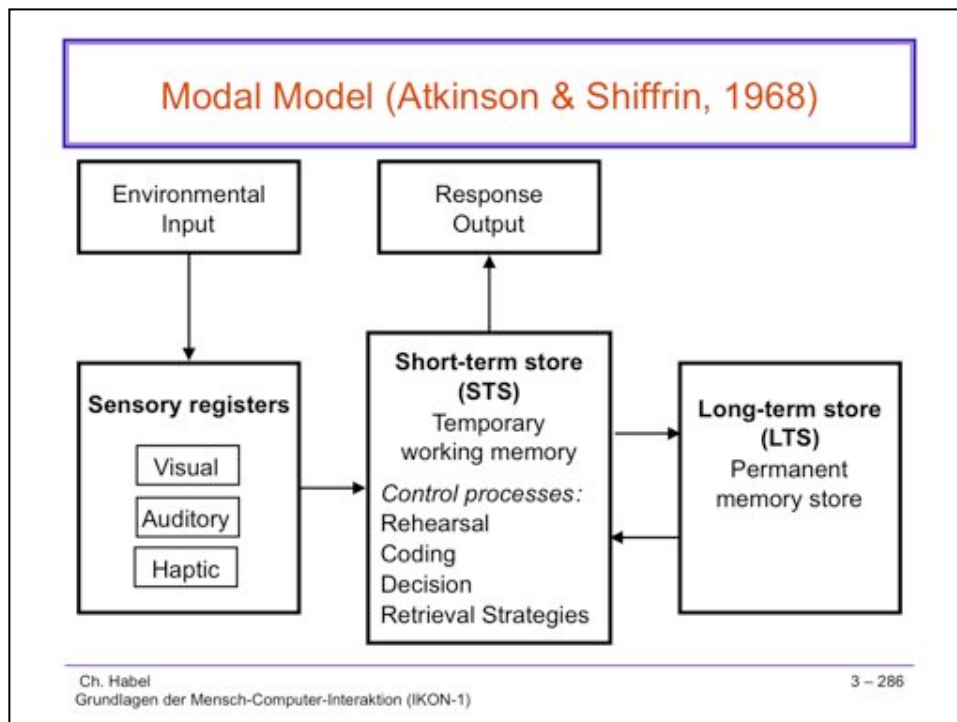 Modal Model (Atkinson & Shiffrin, 1968)
Environmental
Input
Response
Output
Sensory registers
Visual
Auditory
Haptic
Short-term store
(STS)
Temporary
working memory
Control processes:
Rehearsal
Coding
Decision
Retrieval Strategies
Long-term store
(LTS)
Permanent
memory store
Ch. Habel
Grundlagen der Mensch-Computer-Interaktion (IKON-1)
3 – 286